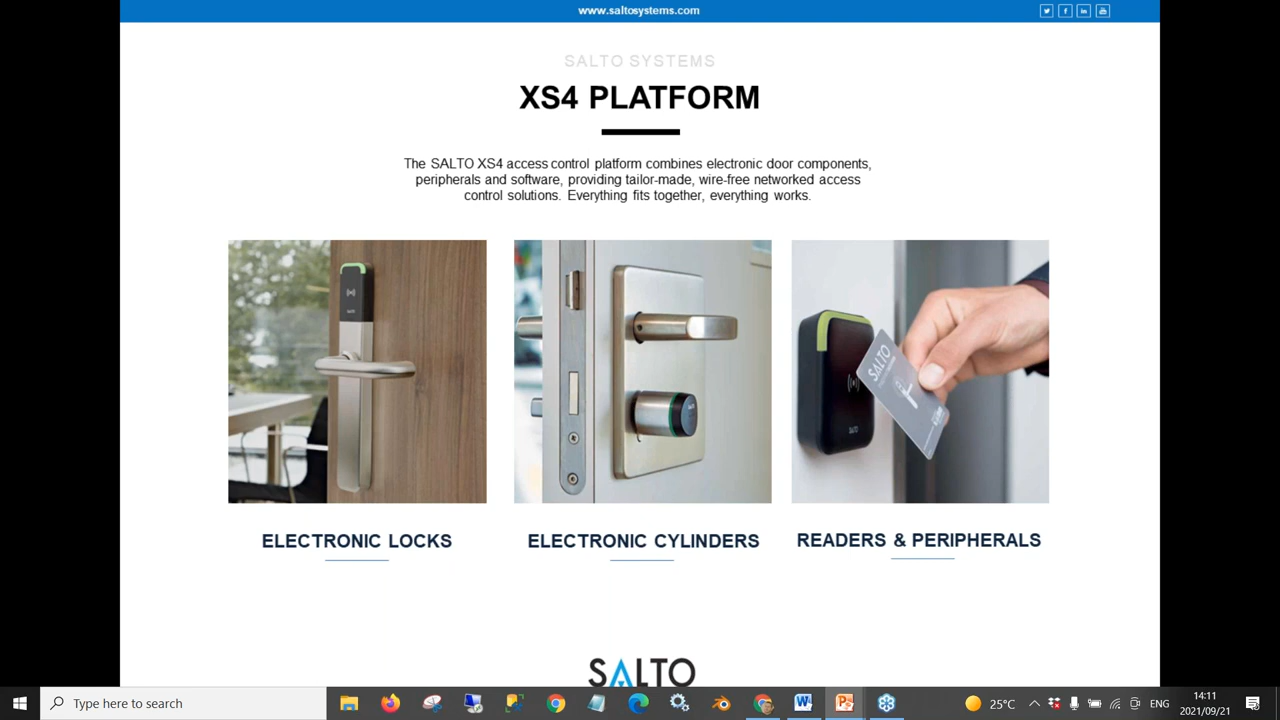 www.saltosystems.com
SALTO SYSTEMS
XS4 PLATFORM
The SALTO XS4 access control platform combines electronic door components,
peripherals and software, providing tailor-made, wire-free networked access
control solutions. Everything fits together, everything works.
SALTO
ELECTRONIC LOCKS
ELECTRONIC CYLINDERS
READERS & PERIPHERALS
SALTO
Type here to search
25°C
ENG
14:11
2021/09/21